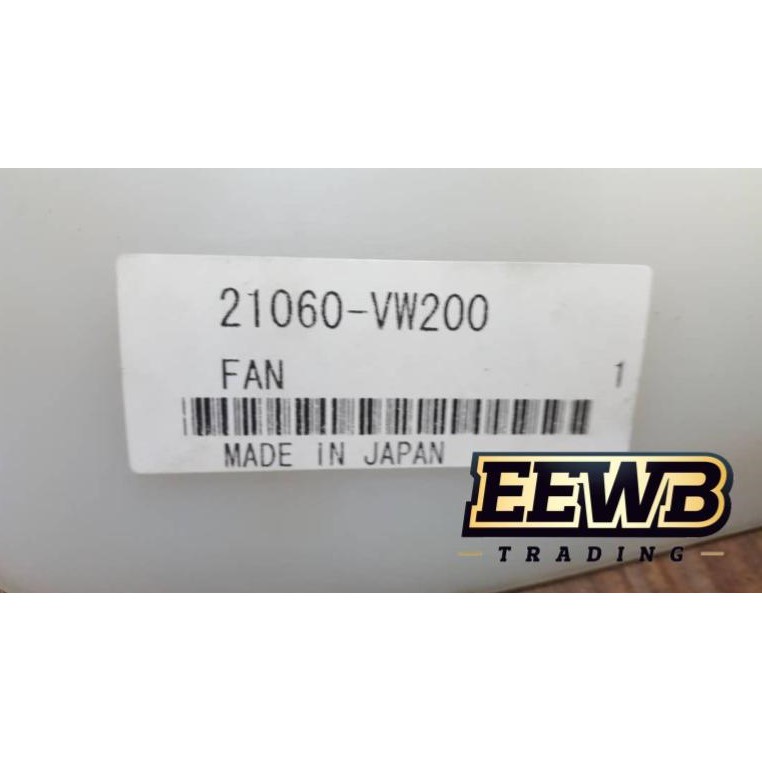 21060-VW200
FAN 1
MADE IN JAPAN
EEWB
TRADING